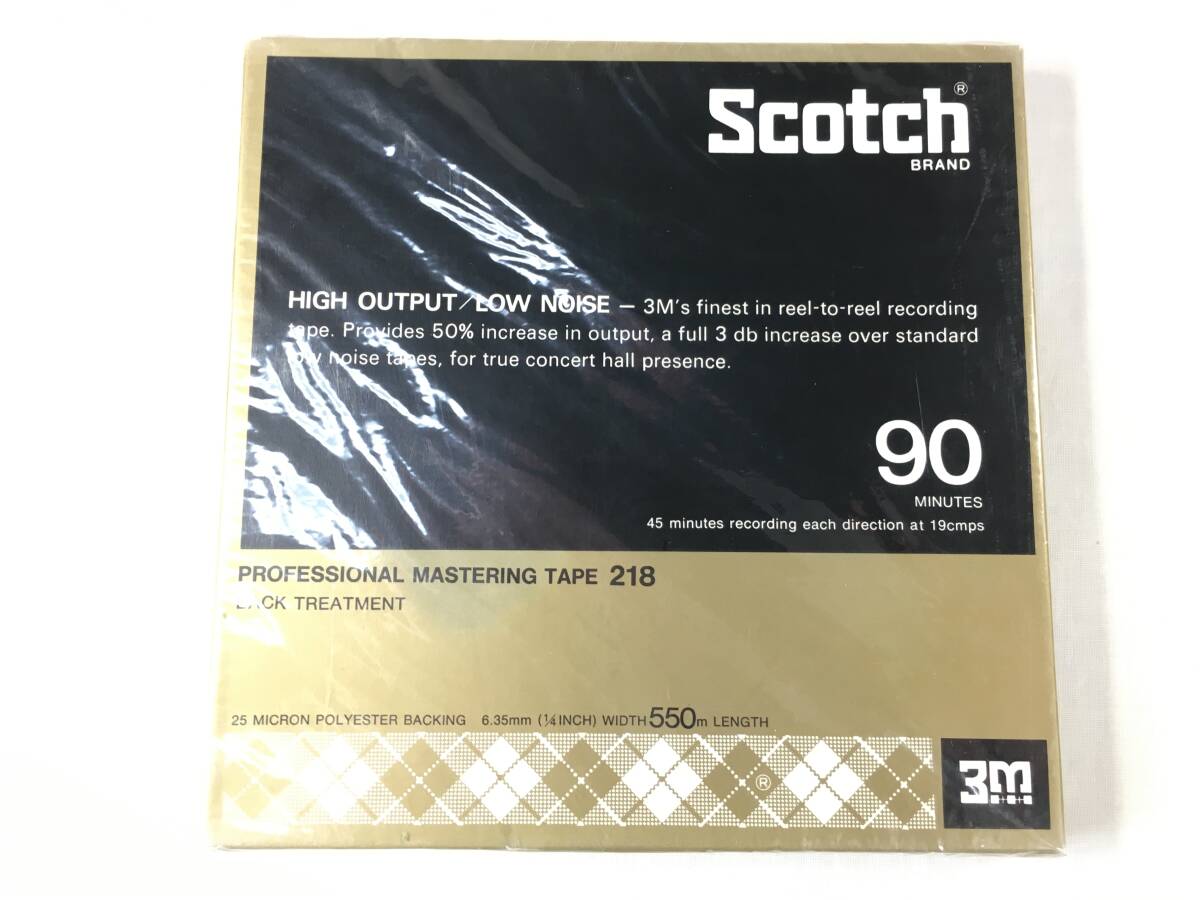 Scotch®
BRAND
HIGH OUTPUT/LOW NOISE — 3M's finest in reel-to-reel recording
tape. Provides 50% increase in output, a full 3 db increase over standard
low noise tapes, for true concert hall presence.
90
MINUTES
45 minutes recording each direction at 19cmps
PROFESSIONAL MASTERING TAPE 218
BACK TREATMENT
25 MICRON POLYESTER BACKING 6.35mm (¼INCH) WIDTH 550m LENGTH
®
3M